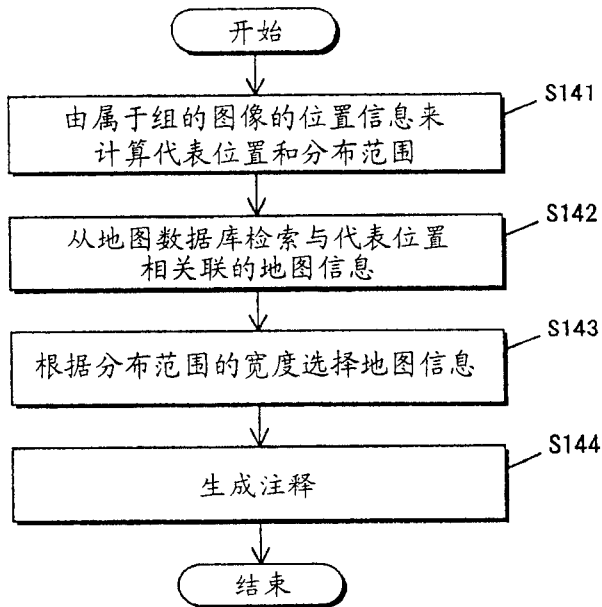 开始
S141
由属于组的图像的位置信息来
计算代表位置和分布范围
S142
从地图数据库检索与代表位置
相关联的地图信息
S143
根据分布范围的宽度选择地图信息
S144
生成注释
结束